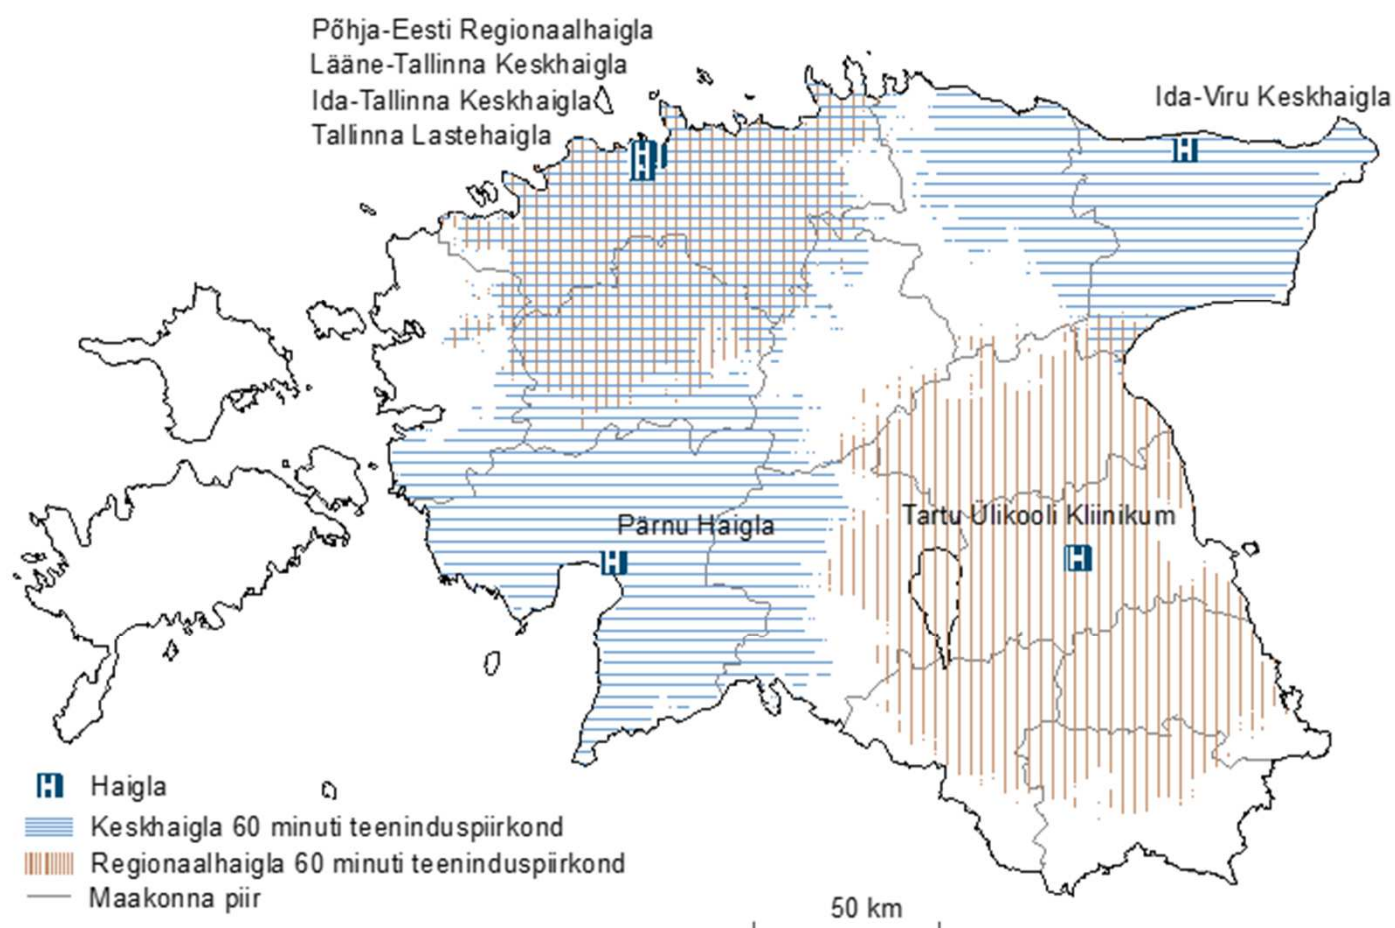 Põhja-Eesti Regionaalhaigla
Lääne-Tallinna Keskhaigla
Ida-Tallinna Keskhaigla
Tallinna Lastehaigla
Ida-Viru Keskhaigla
Pärnu Haigla
Tartu Ülikooli Kliinikum
Haigla
Keskhaigla 60 minuti teeninduspiirkond
Regionaalhaigla 60 minuti teeninduspiirkond
Maakonna piir
50 km